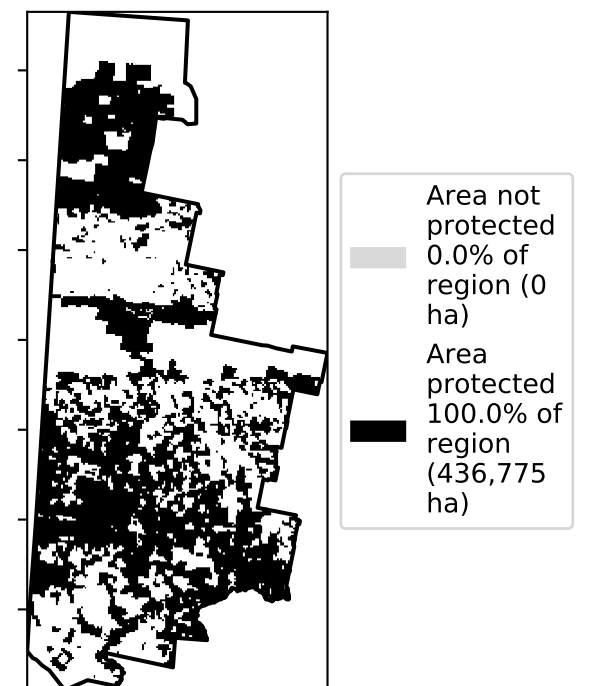 Area not
protected
0.0% of
region (0
ha)
Area
protected
100.0% of
region
(436,775
ha)